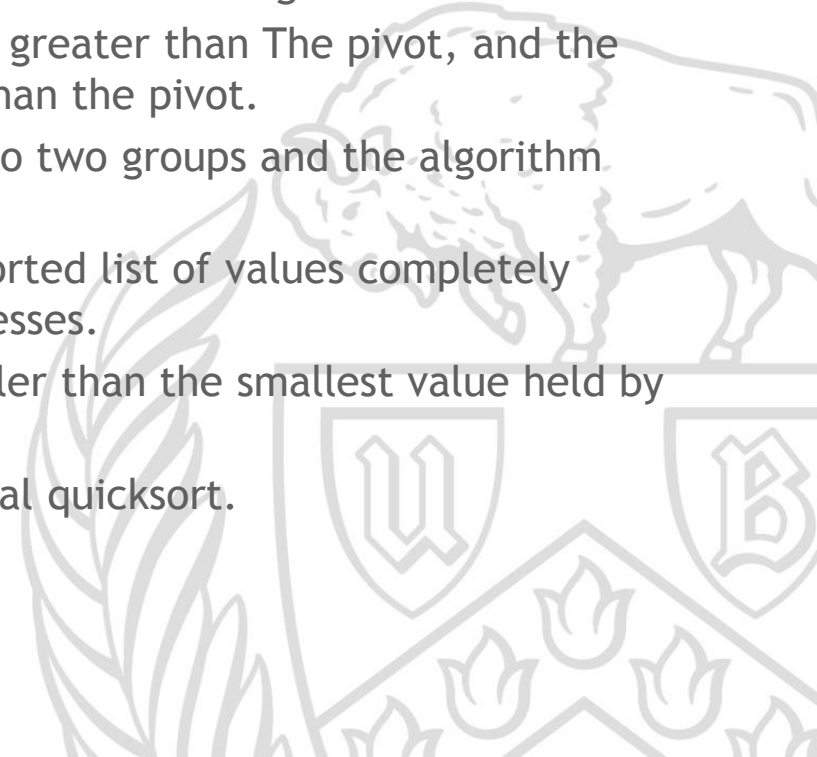 greater than The pivot, and the
han the pivot.
o two groups and the algorithm
orted list of values completely
esses.
ler than the smallest value held by
al quicksort.
U B